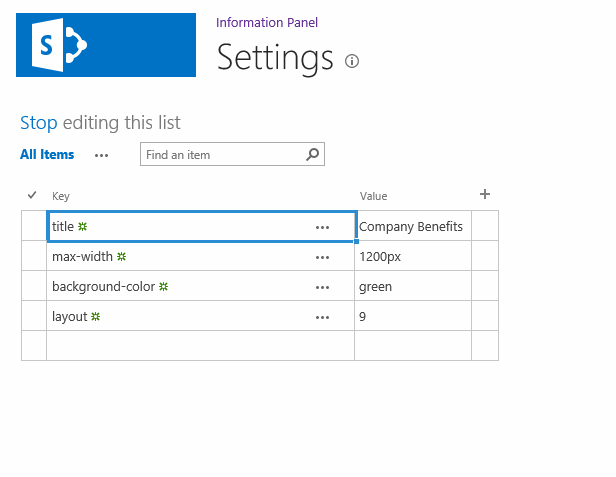 S
Information Panel
Settings
Stop editing this list
All Items ••• Find an item
Key Value +
title ••• Company Benefits
max-width ••• 1200px
background-color ••• green
layout ••• 9